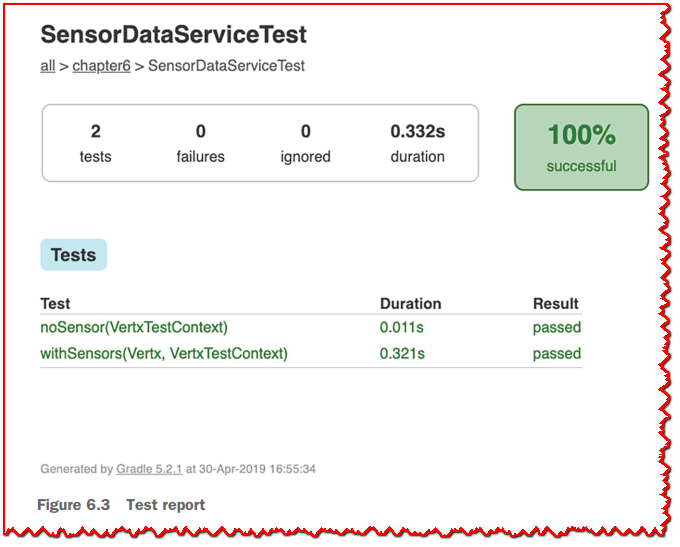 SensorDataServiceTest
all > chapter6 > SensorDataServiceTest
2 0 0 0.332s 100%
tests failures ignored duration successful
Tests
Test Duration Result
noSensor(VertxTestContext) 0.011s passed
withSensors(Vertx, VertxTestContext) 0.321s passed
Generated by Gradle 5.2.1 at 30-Apr-2019 16:55:34
Figure 6.3 Test report